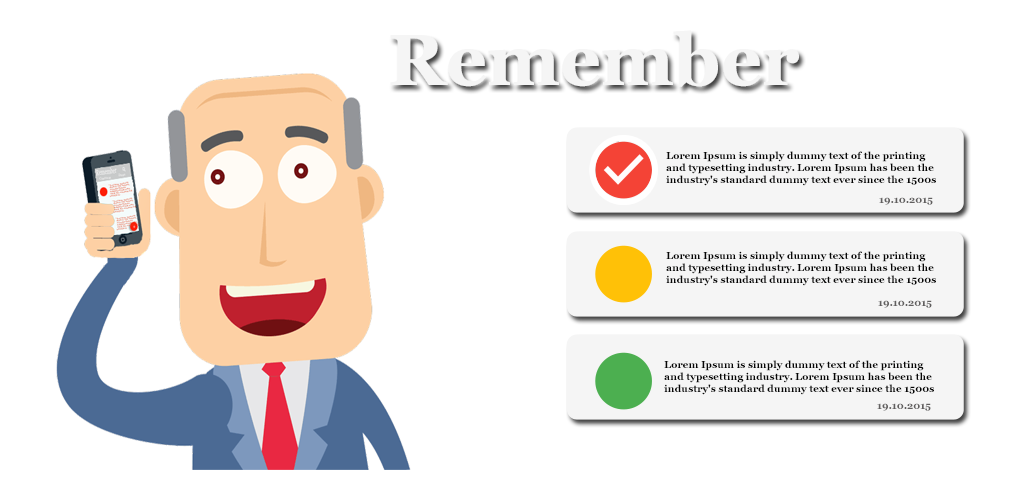 Remember
Lorem Ipsum is simply dummy text of the printing
and typesetting industry. Lorem Ipsum has been the
industry's standard dummy text ever since the 1500s
19.10.2015
Lorem Ipsum is simply dummy text of the printing
and typesetting industry. Lorem Ipsum has been the
industry's standard dummy text ever since the 1500s
19.10.2015
Lorem Ipsum is simply dummy text of the printing
and typesetting industry. Lorem Ipsum has been the
industry's standard dummy text ever since the 1500s
19.10.2015